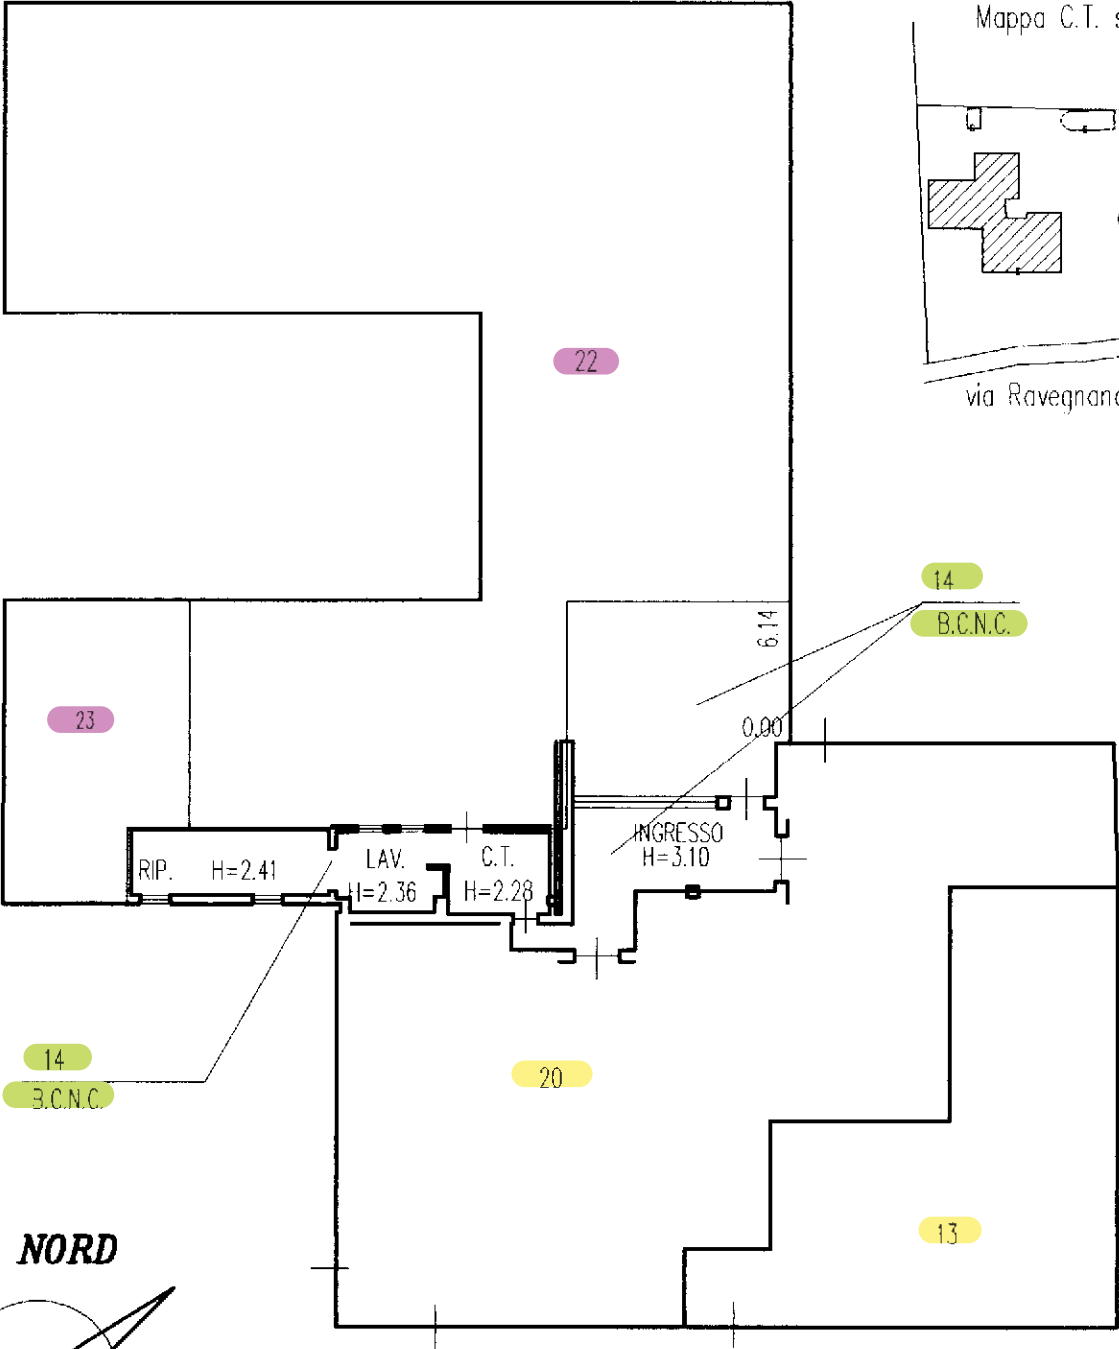 Mappa C.T. s
22
via Ravegnana
14
B.C.N.C.
6.14
23
0.00
INGRESSO
H=3.10
RIP.
H=2.41
LAV.
H=2.36
C.T.
H=2.28
14
B.C.N.C.
20
13
NORD